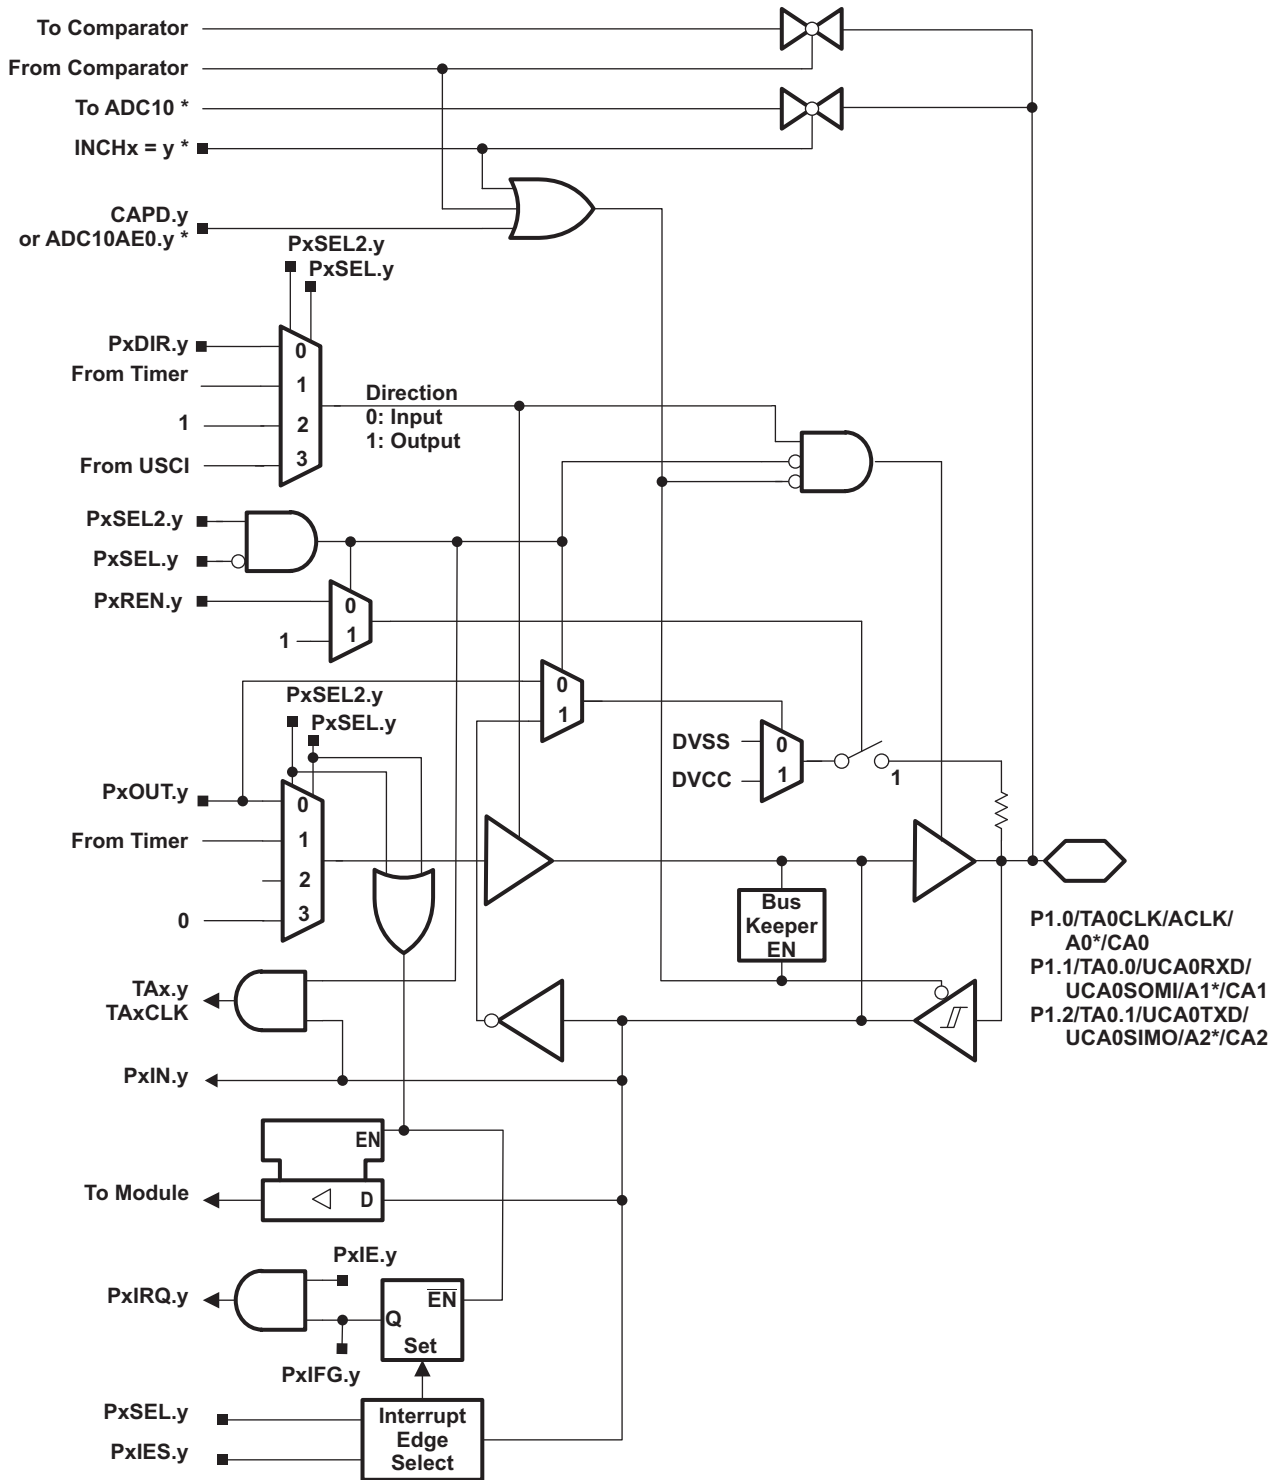 To Comparator
From Comparator
To ADC10 *
INCHx = y *
CAPD.y
or ADC10AE0.y *
PxSEL2.y
PxSEL.y
PxDIR.y
0
From Timer
1
Direction
0: Input
1: Output
1
2
From USCI
3
PxSEL2.y
PxSEL.y
PxREN.y
0
1
1
PxSEL2.y
PxSEL.y
0
1
DVSS
0
DVCC
1
1
PxOUT.y
0
From Timer
1
2
0
3
Bus
Keeper
EN
P1.0/TA0CLK/ACLK/
A0*/CA0
P1.1/TA0.0/UCA0RXD/
UCA0SOMI/A1*/CA1
P1.2/TA0.1/UCA0TXD/
UCA0SIMO/A2*/CA2
TAx.y
TAxCLK
PxIN.y
EN
To Module
D
PxIE.y
PxIRQ.y
EN
Q
Set
PxIFG.y
PxSEL.y
PxIES.y
Interrupt
Edge
Select